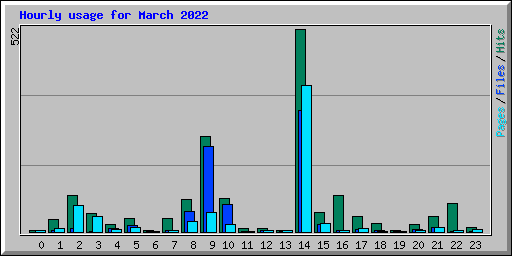 Hourly usage for March 2022
522
Pages/Files/Hits
0 1 2 3 4 5 6 7 8 9 10 11 12 13 14 15 16 17 18 19 20 21 22 23